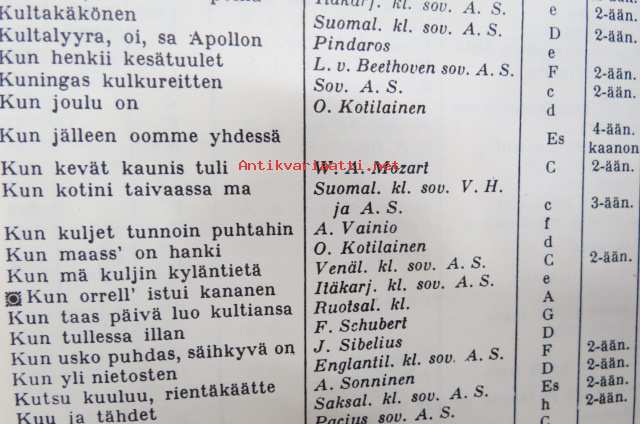 Kultakäkönen
Kultalyyra, oi, sa Apollon
Kun henkii kesätuulet
Kuningas kulkureitten
Kun joulu on
Kun jälleen oomme yhdessä
Kun kevät kaunis tuli
Kun kotini taivaassa ma
Kun kuljet tunnoin puhtahin
Kun maass' on hanki
Kun mä kuljin kyläntietä
Kun orrell' istui kananen
Kun taas päivä luo kultiansa
Kun tullessa illan
Kun usko puhdas, säihkyvä on
Kun yli nietosten
Kutsu kuuluu, rientäkäätte
Kuu ja tähdet
Itäkarj. kl. sov. A. S.
Suomal. kl. sov. A. S.
Pindaros
L. v. Beethoven sov. A. S.
Sov. A. S.
O. Kotilainen
W. A. Mozart
Suomal. kl. sov. V. H.
ja A. S.
A. Vainio
O. Kotilainen
Venäl. kl. sov. A. S.
Itäkarj. kl. sov. A. S.
Ruotsal. kl.
F. Schubert
J. Sibelius
Englantil. kl. sov. A. S.
A. Sonninen
Saksal. kl. sov. A. S.
Pacius sov. A. S.
e
D
e
F
c
d
Es
C
c
f
d
C
e
A
G
D
F
D
Es
h
C
2-ään.
2-ään.
2-ään.
2-ään.
4-ään.
kaanon
2-ään.
3-ään.
2-ään.
2-ään.
2-ään.
2-ään.
2-ään.
Antikvariaatti.net